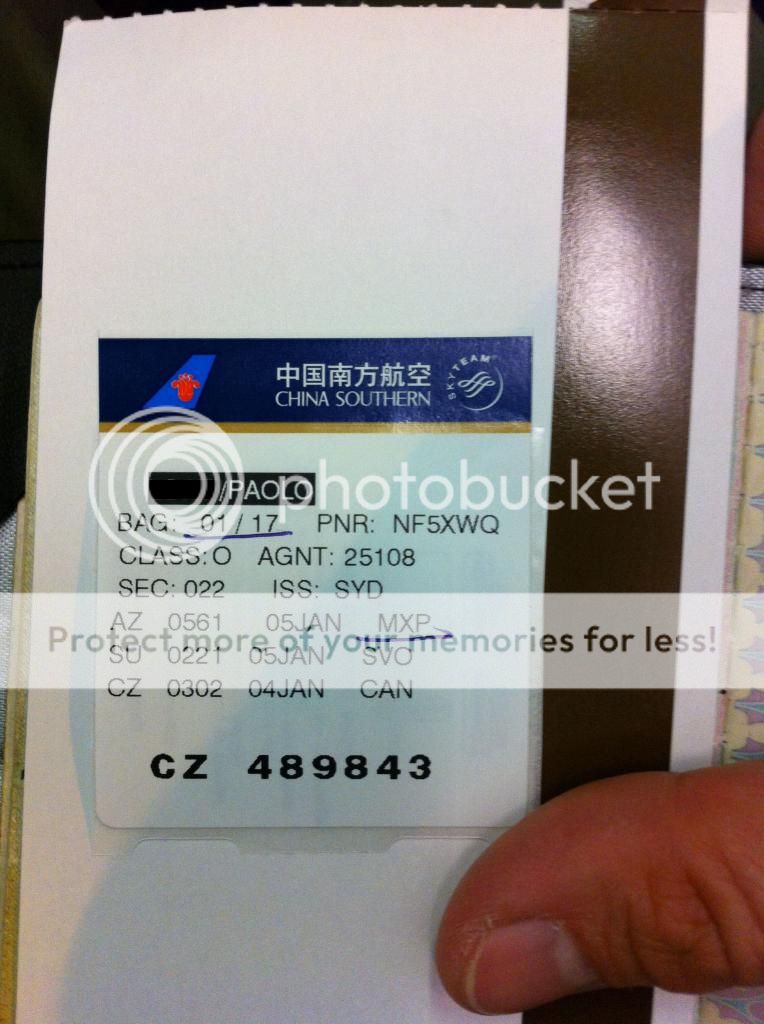 中国南方航空
CHINA SOUTHERN
SKYTEAM
/PAOLO
photobucket
BAG: 01 / 17 PNR: NF5XWQ
CLASS: O AGNT: 25108
SEC: 022 ISS: SYD
AZ 0561 05JAN MXP
Protect more of your memories for less!
SU 0221 05JAN SVO
CZ 0302 04JAN CAN
CZ 489843